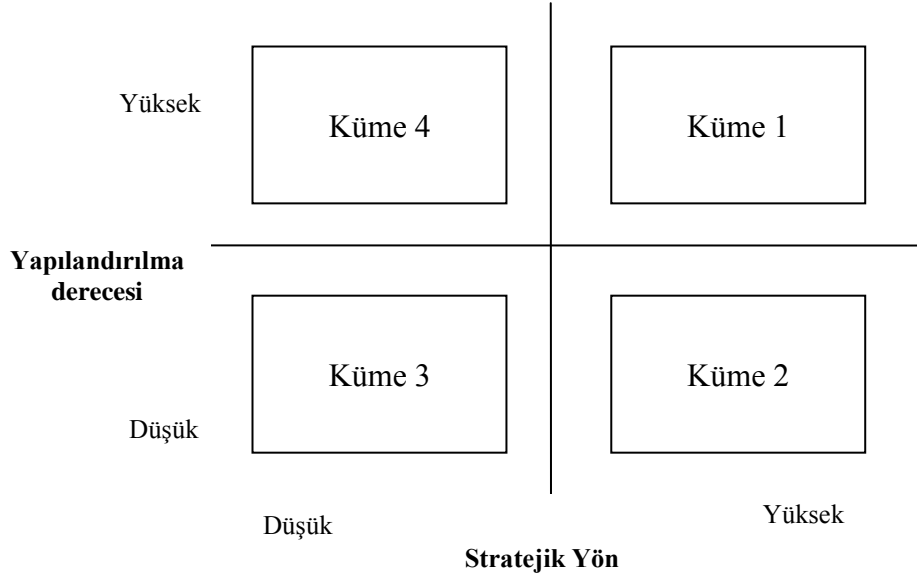 Yüksek
Küme 4
Küme 1
Yapılandırılma
derecesi
Küme 3
Küme 2
Düşük
Düşük
Yüksek
Stratejik Yön